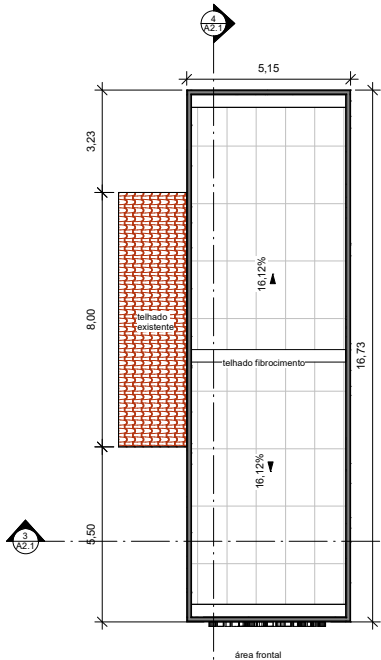 4
A2.1
5,15
3,23
16,12%
telhado
existente
8,00
telhado fibrocimento
16,73
16,12%
3
A2.1
5,50
área frontal